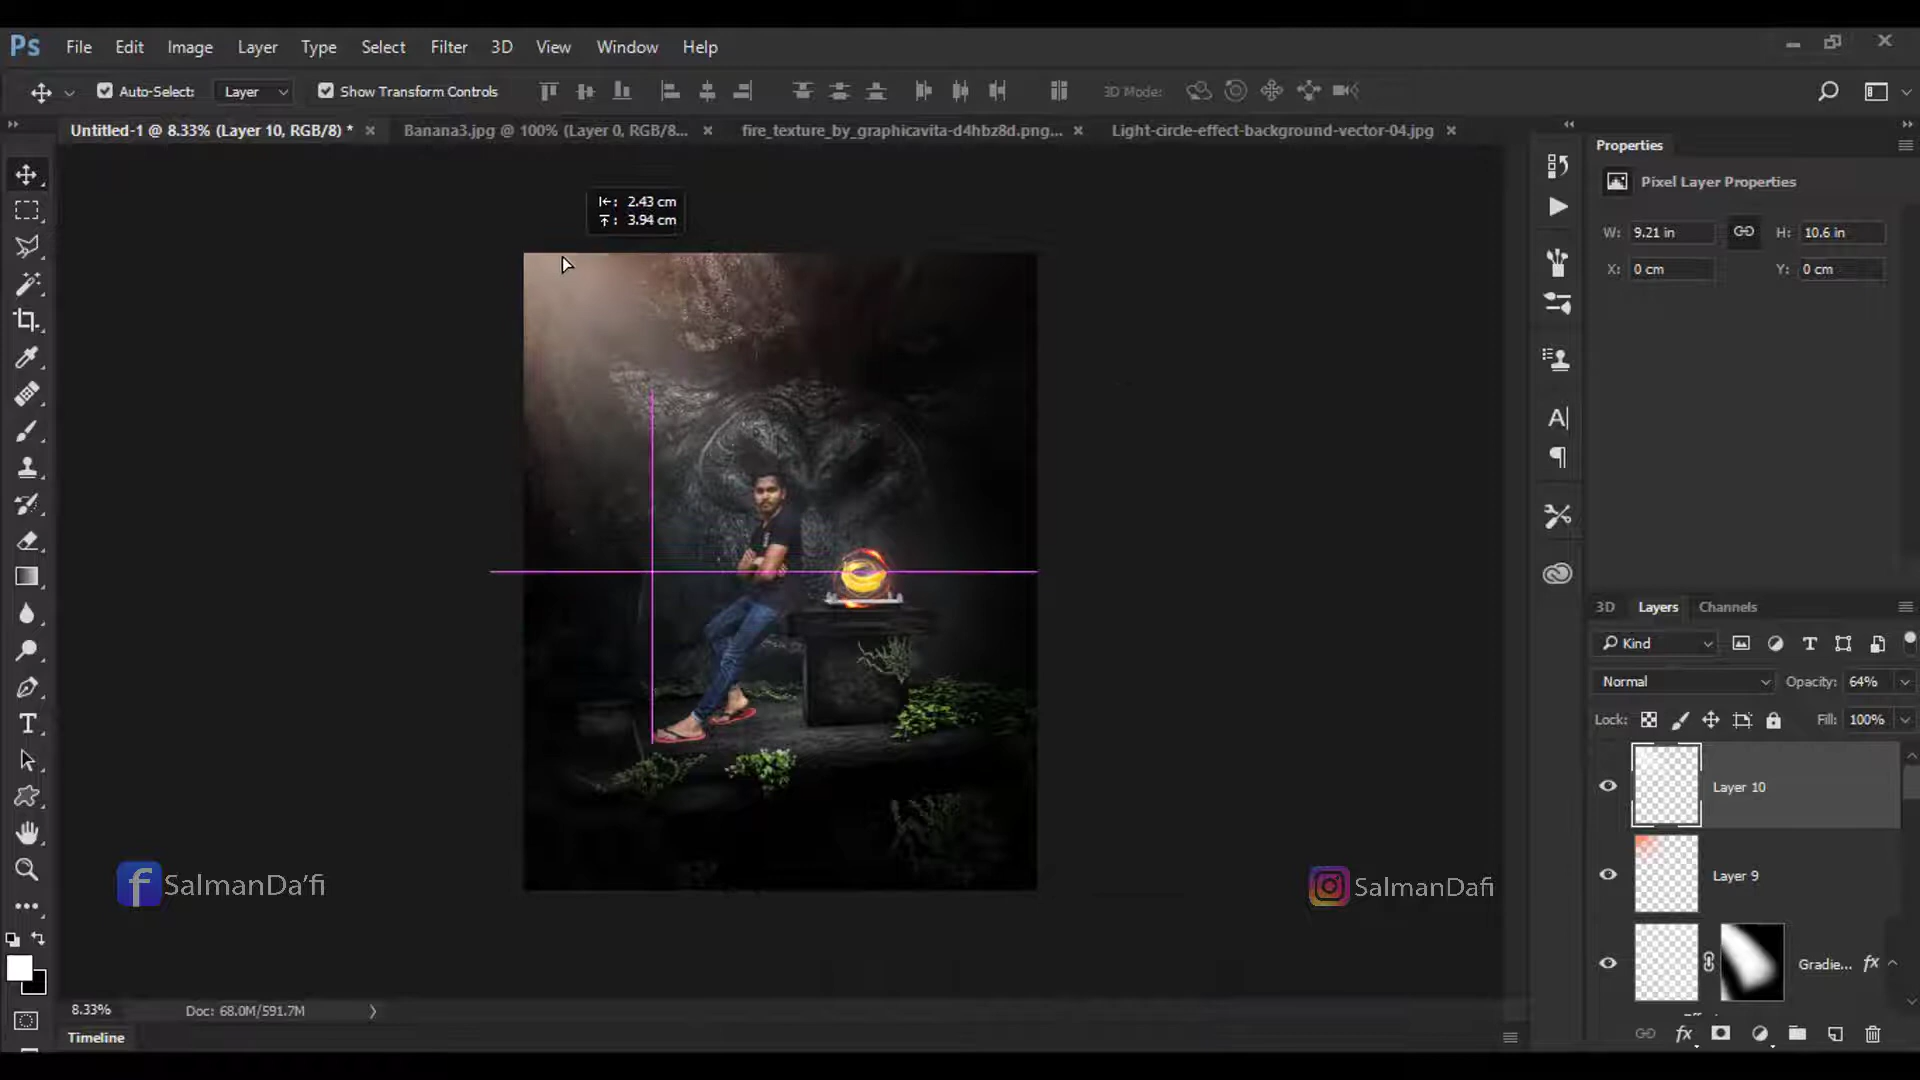 Ps File Edit Image Layer Type Select Filter 3D View Window Help
Auto-Select: Layer Show Transform Controls 3D Mode:
Untitled-1 @ 8.33% (Layer 10, RGB/8) * Banana3.jpg @ 100% (Layer 0, RGB/8... fire_texture_by_graphicavita-d4hbz8d.png... Light-circle-effect-background-vector-04.jpg
Properties
Pixel Layer Properties
W: 9.21 in H: 10.6 in
X: 0 cm Y: 0 cm
2.43 cm
3.94 cm
3D Layers Channels
Kind
Normal Opacity: 64%
Lock: Fill: 100%
Layer 10
Layer 9
Gradie... fx
fx
SalmanDa'fi
SalmanDafi
8.33% Doc: 68.0M/591.7M
Timeline